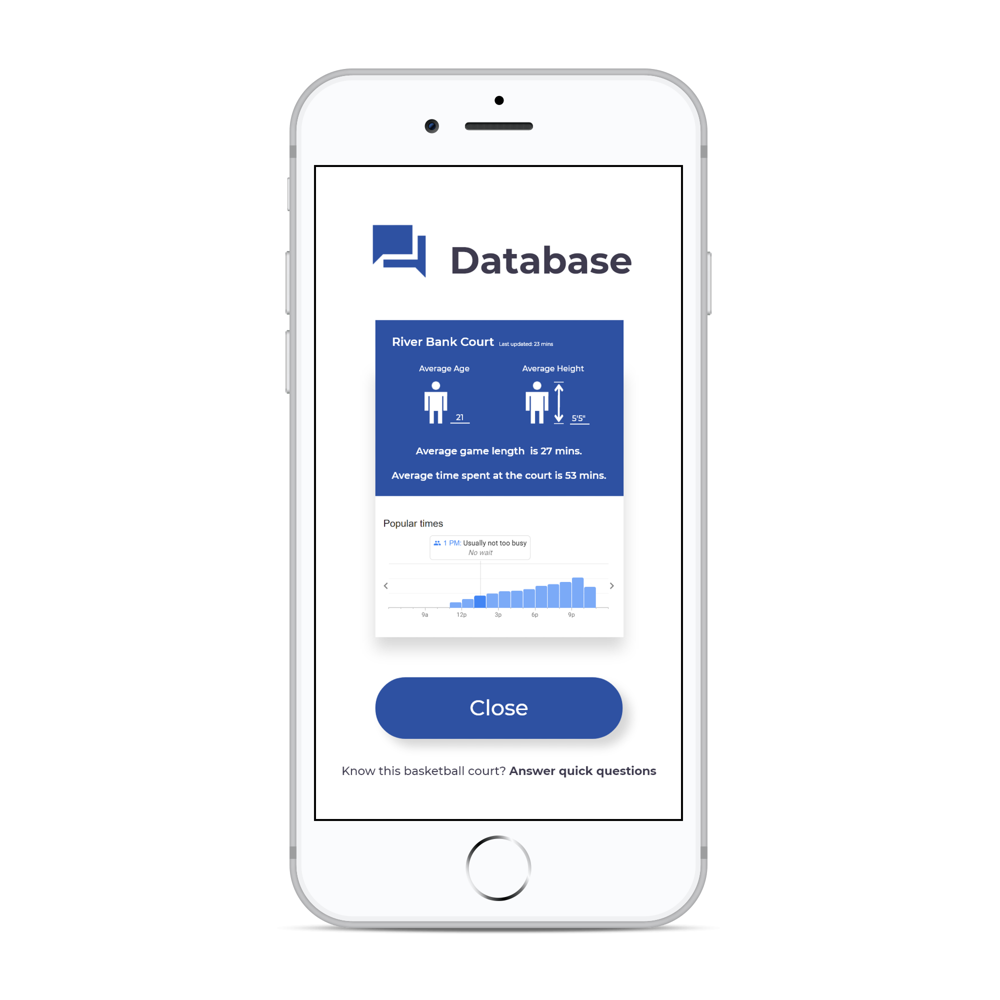 Database
River Bank Court Last updated: 23 mins
Average Age Average Height
21 5'5"
Average game length is 27 mins.
Average time spent at the court is 53 mins.
Popular times
1 PM: Usually not too busy
No wait
9a 12p 3p 6p 9p
Close
Know this basketball court? Answer quick questions